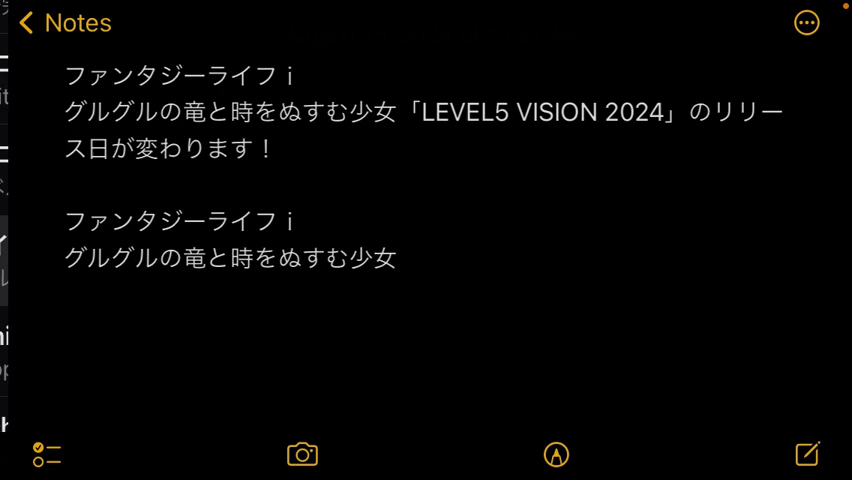 Notes
ファンタジーライフｉ
グルグルの竜と時をぬすむ少女「LEVEL5 VISION 2024」のリリー
ス日が変わります！
ファンタジーライフｉ
グルグルの竜と時をぬすむ少女